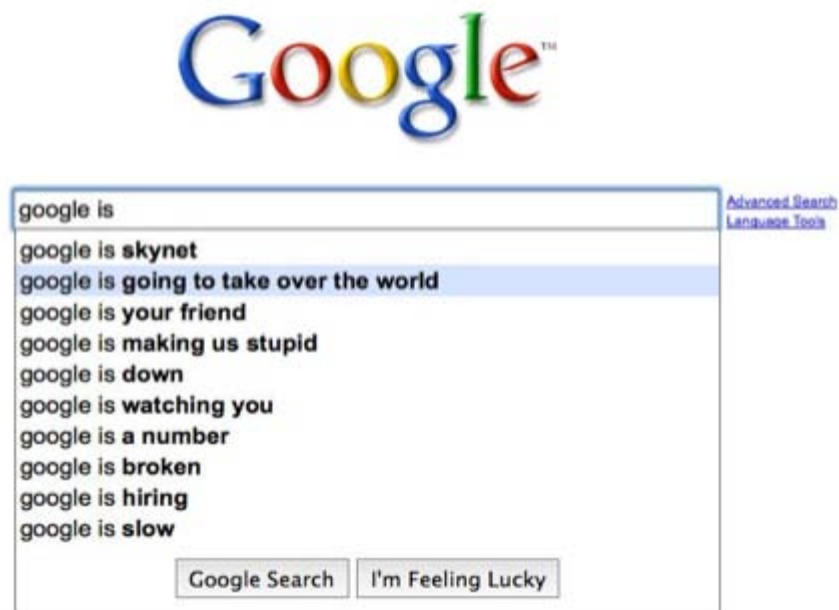 Google™
google is
Advanced Search
Language Tools
google is skynet
google is going to take over the world
google is your friend
google is making us stupid
google is down
google is watching you
google is a number
google is broken
google is hiring
google is slow
Google Search
I'm Feeling Lucky